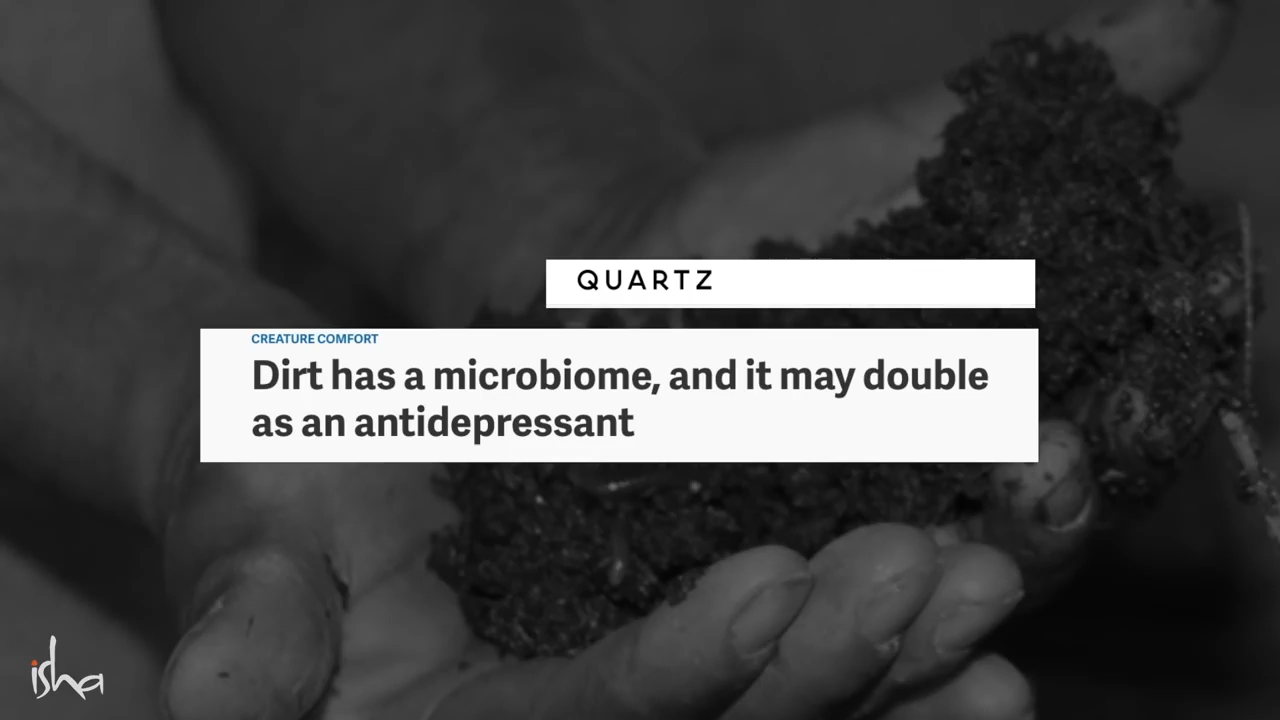 QUARTZ
CREATURE COMFORT
Dirt has a microbiome, and it may double
as an antidepressant
isha